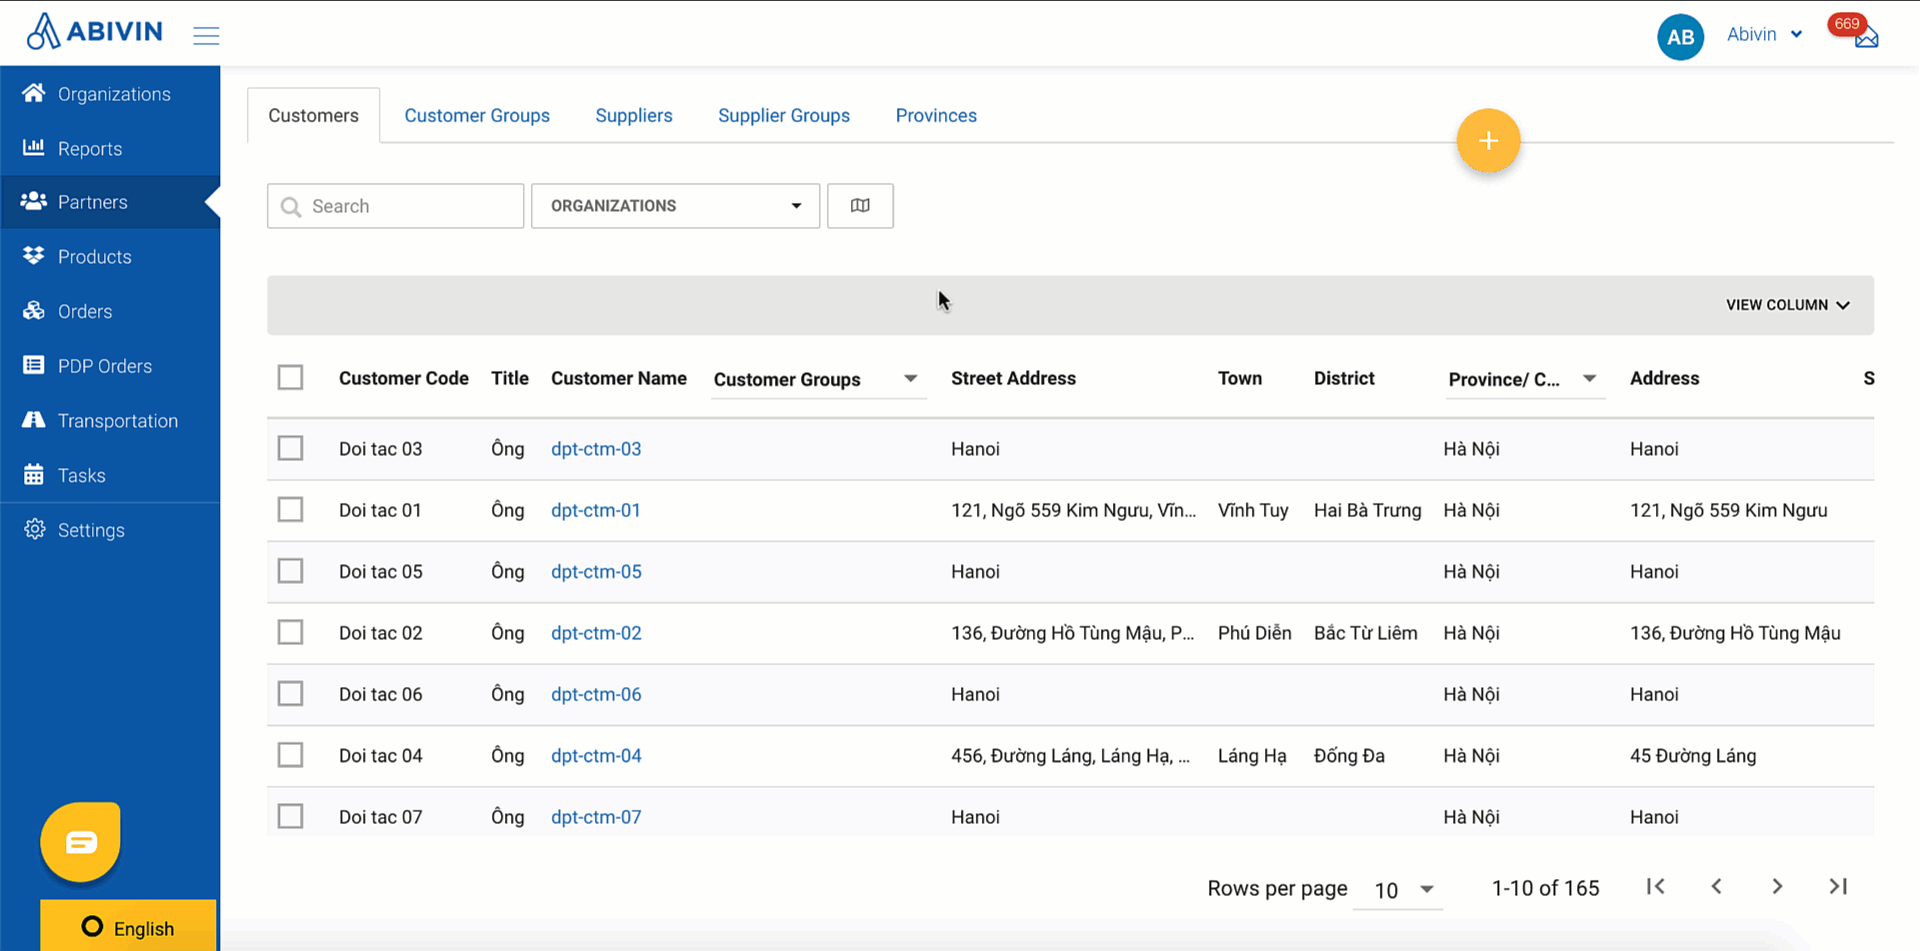 ABIVIN
AB Abivin 669
Organizations
Reports
Partners
Products
Orders
PDP Orders
Transportation
Tasks
Settings
English
Customers Customer Groups Suppliers Supplier Groups Provinces
+
Search ORGANIZATIONS
VIEW COLUMN
Customer Code Title Customer Name Customer Groups Street Address Town District Province/ C... Address S
Doi tac 03 Ông dpt-ctm-03 Hanoi Hà Nội Hanoi
Doi tac 01 Ông dpt-ctm-01 121, Ngõ 559 Kim Ngưu, Vĩn... Vĩnh Tuy Hai Bà Trưng Hà Nội 121, Ngõ 559 Kim Ngưu
Doi tac 05 Ông dpt-ctm-05 Hanoi Hà Nội Hanoi
Doi tac 02 Ông dpt-ctm-02 136, Đường Hồ Tùng Mậu, P... Phú Diễn Bắc Từ Liêm Hà Nội 136, Đường Hồ Tùng Mậu
Doi tac 06 Ông dpt-ctm-06 Hanoi Hà Nội Hanoi
Doi tac 04 Ông dpt-ctm-04 456, Đường Láng, Láng Hạ, ... Láng Hạ Đống Đa Hà Nội 45 Đường Láng
Doi tac 07 Ông dpt-ctm-07 Hanoi Hà Nội Hanoi
Rows per page 10 1-10 of 165